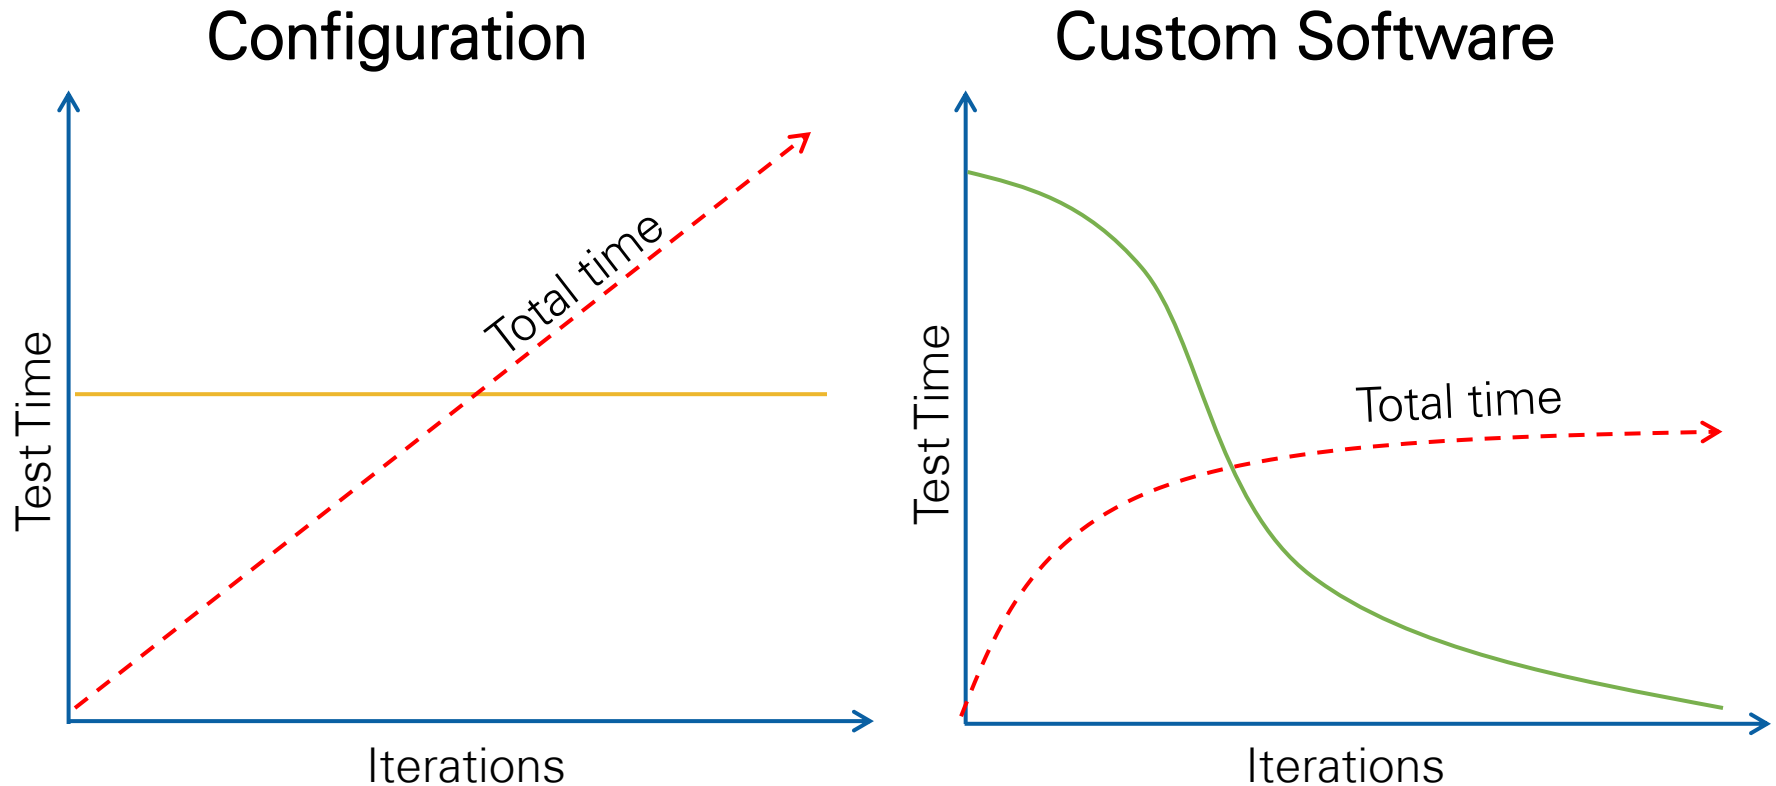 Configuration
Total time
Test Time
Iterations
Custom Software
Total time
Test Time
Iterations